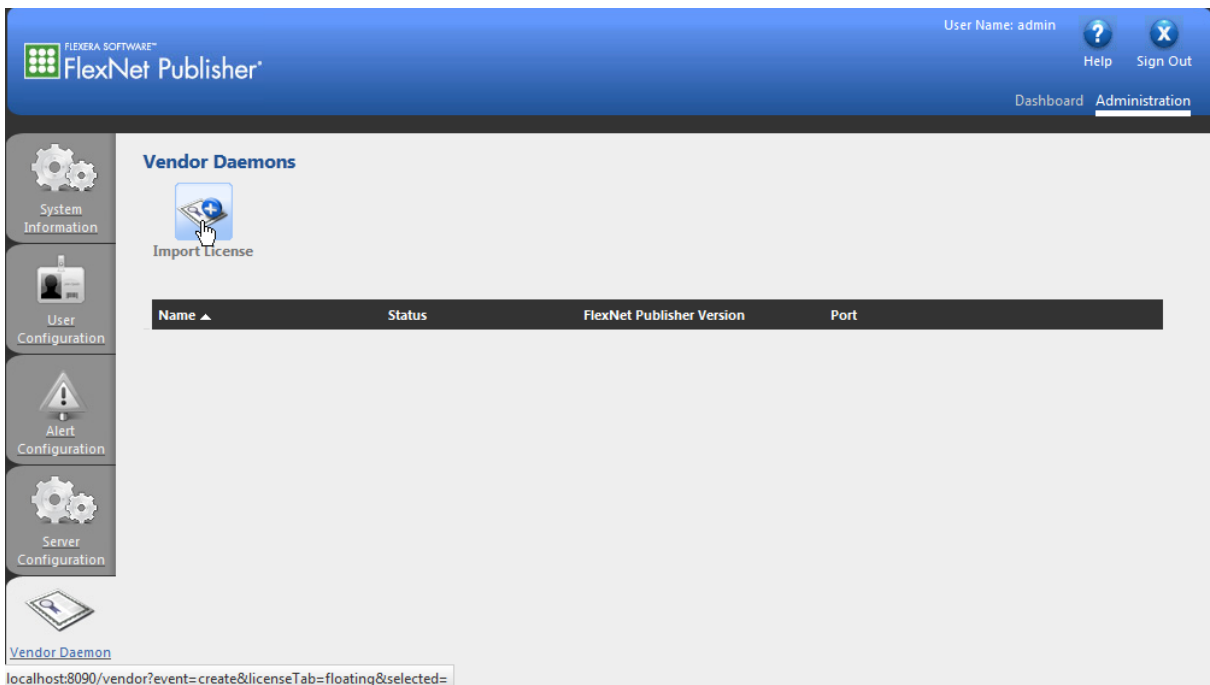 User Name: admin
FLEXERA SOFTWARE™
FlexNet Publisher®
?
X
Help
Sign Out
Dashboard
Administration
System
Information
User
Configuration
Alert
Configuration
Server
Configuration
Vendor Daemon
Vendor Daemons
Import License
Name ▲
Status
FlexNet Publisher Version
Port
localhost:8090/vendor?event=create&licenseTab=floating&selected=